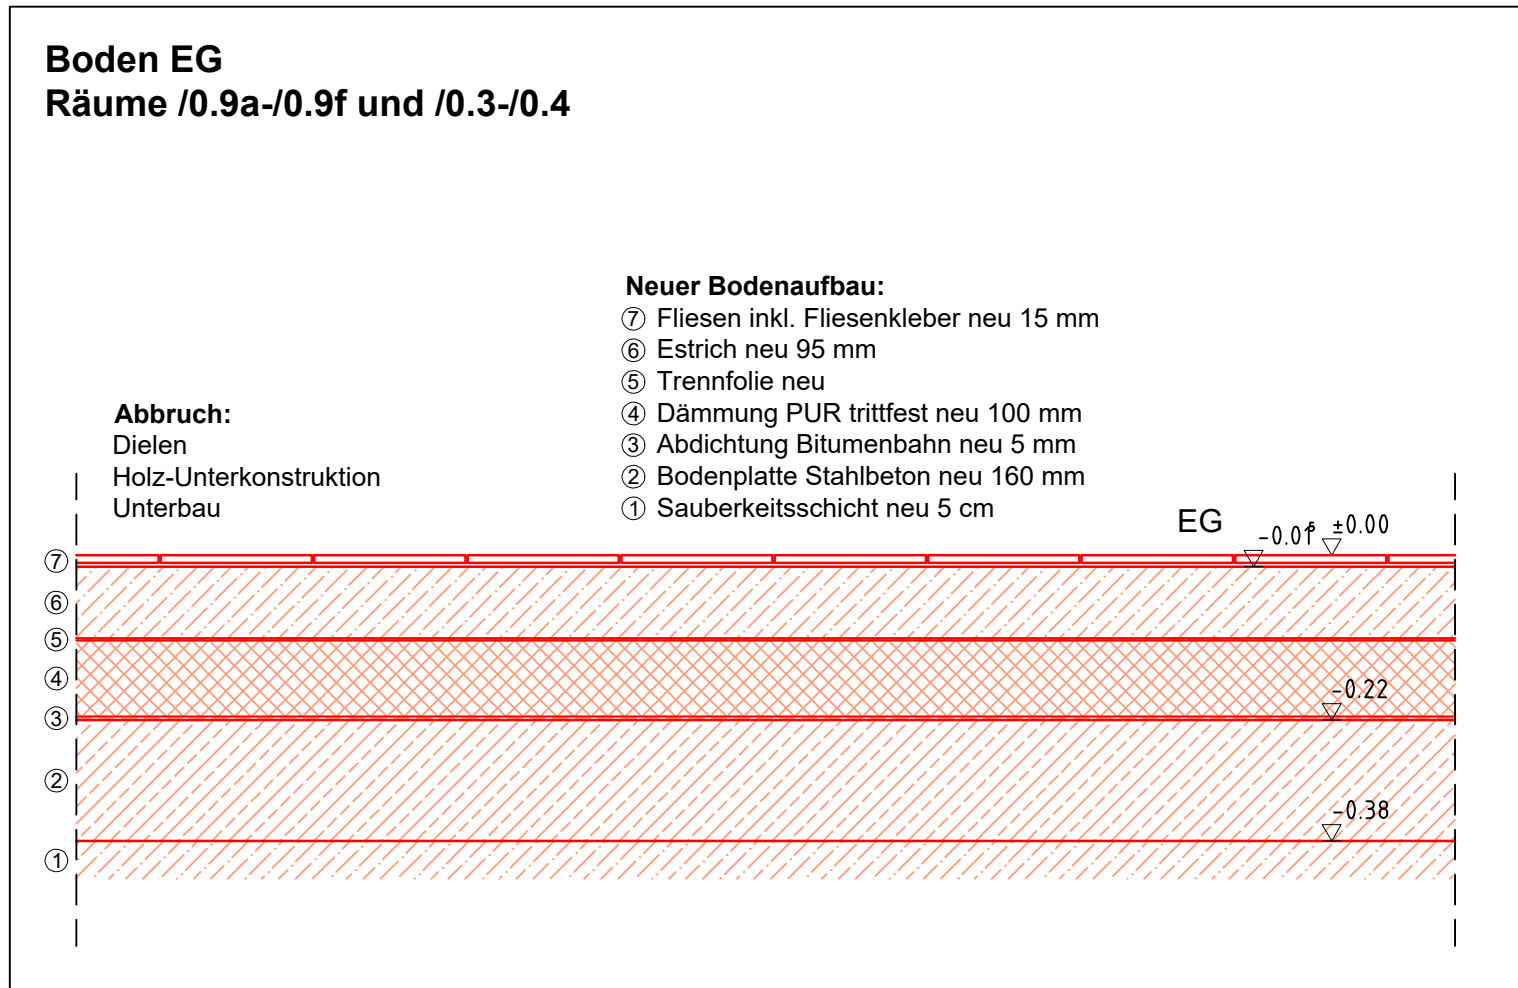 Boden EG
Räume /0.9a-/0.9f und /0.3-/0.4
Neuer Bodenaufbau:
⑦ Fliesen inkl. Fliesenkleber neu 15 mm
⑥ Estrich neu 95 mm
⑤ Trennfolie neu
④ Dämmung PUR trittfest neu 100 mm
③ Abdichtung Bitumenbahn neu 5 mm
② Bodenplatte Stahlbeton neu 160 mm
① Sauberkeitsschicht neu 5 cm
Abbruch:
Dielen
Holz-Unterkonstruktion
Unterbau
EG
-0.01⁵
±0.00
⑦
⑥
⑤
④
-0.22
③
②
-0.38
①